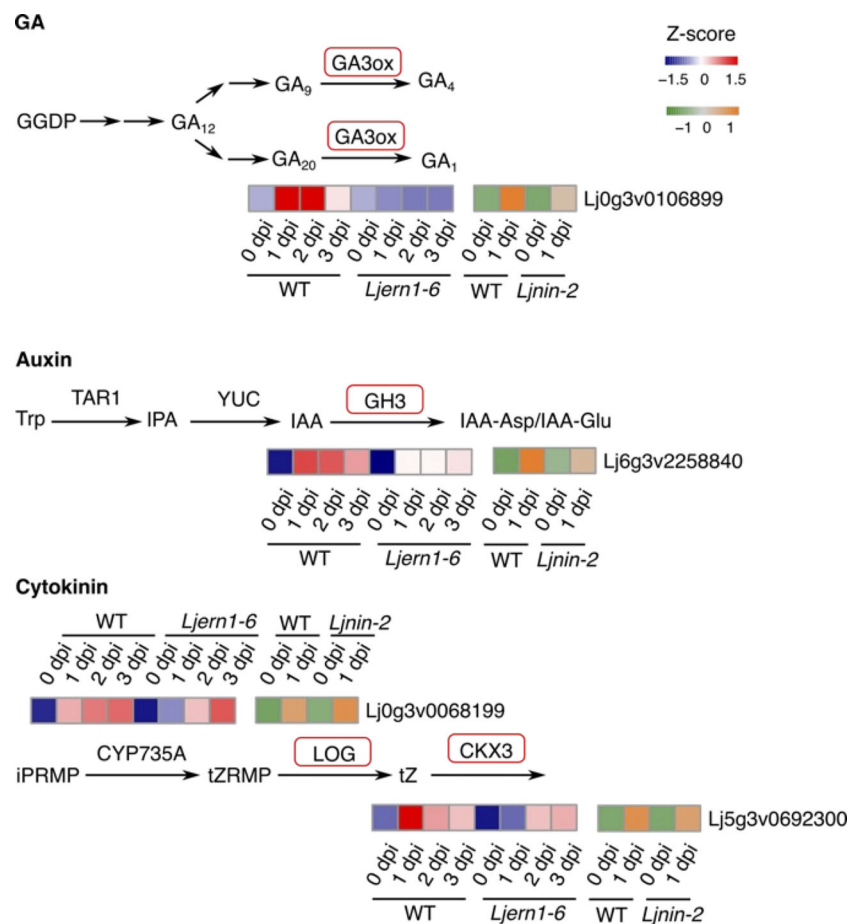 GA
Z-score
-1.5 0 1.5
-1 0 1
GA3ox
GA9 GA4
GGDP GA12
GA3ox
GA20 GA1
Lj0g3v0106899
0 dpi 1 dpi 2 dpi 3 dpi 0 dpi 1 dpi 2 dpi 3 dpi 0 dpi 1 dpi 0 dpi 1 dpi
WT Ljern1-6 WT Ljnin-2
Auxin
TAR1 YUC GH3
Trp IPA IAA IAA-Asp/IAA-Glu
Lj6g3v2258840
0 dpi 1 dpi 2 dpi 3 dpi 0 dpi 1 dpi 2 dpi 3 dpi 0 dpi 1 dpi 0 dpi 1 dpi
WT Ljern1-6 WT Ljnin-2
Cytokinin
WT Ljern1-6 WT Ljnin-2
0 dpi 1 dpi 2 dpi 3 dpi 0 dpi 1 dpi 2 dpi 3 dpi 0 dpi 1 dpi 0 dpi 1 dpi
Lj0g3v0068199
CYP735A LOG CKX3
iPRMP tZRMP tZ
Lj5g3v0692300
0 dpi 1 dpi 2 dpi 3 dpi 0 dpi 1 dpi 2 dpi 3 dpi 0 dpi 1 dpi 0 dpi 1 dpi
WT Ljern1-6 WT Ljnin-2